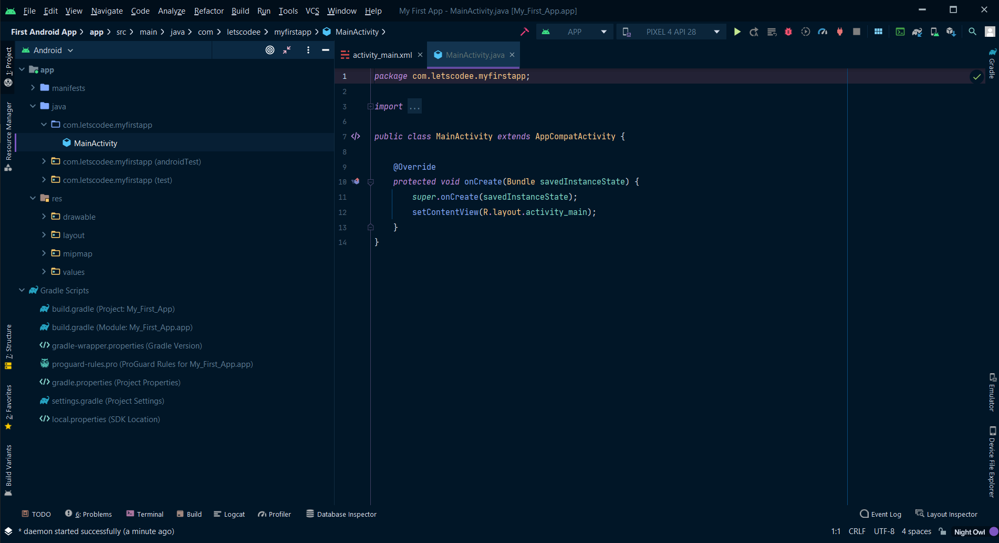 File Edit View Navigate Code Analyze Refactor Build Run Tools VCS Window Help My First App - MainActivity.java [My_First_App.app]
First Android App app src main java com letscodee myfirstapp MainActivity APP PIXEL 4 API 28
1: Project
Resource Manager
7: Structure
2: Favorites
Build Variants
Android
app
manifests
java
com.letscodee.myfirstapp
MainActivity
com.letscodee.myfirstapp (androidTest)
com.letscodee.myfirstapp (test)
res
drawable
layout
mipmap
values
Gradle Scripts
build.gradle (Project: My_First_App)
build.gradle (Module: My_First_App.app)
gradle-wrapper.properties (Gradle Version)
proguard-rules.pro (ProGuard Rules for My_First_App.app)
gradle.properties (Project Properties)
settings.gradle (Project Settings)
local.properties (SDK Location)
activity_main.xml MainActivity.java
1 package com.letscodee.myfirstapp;
2
3 import ...
6
7 public class MainActivity extends AppCompatActivity {
8
9 @Override
10 protected void onCreate(Bundle savedInstanceState) {
11 super.onCreate(savedInstanceState);
12 setContentView(R.layout.activity_main);
13 }
14 }
Gradle
Emulator
Device File Explorer
TODO 6: Problems Terminal Build Logcat Profiler Database Inspector Event Log Layout Inspector
* daemon started successfully (a minute ago) 1:1 CRLF UTF-8 4 spaces Night Owl